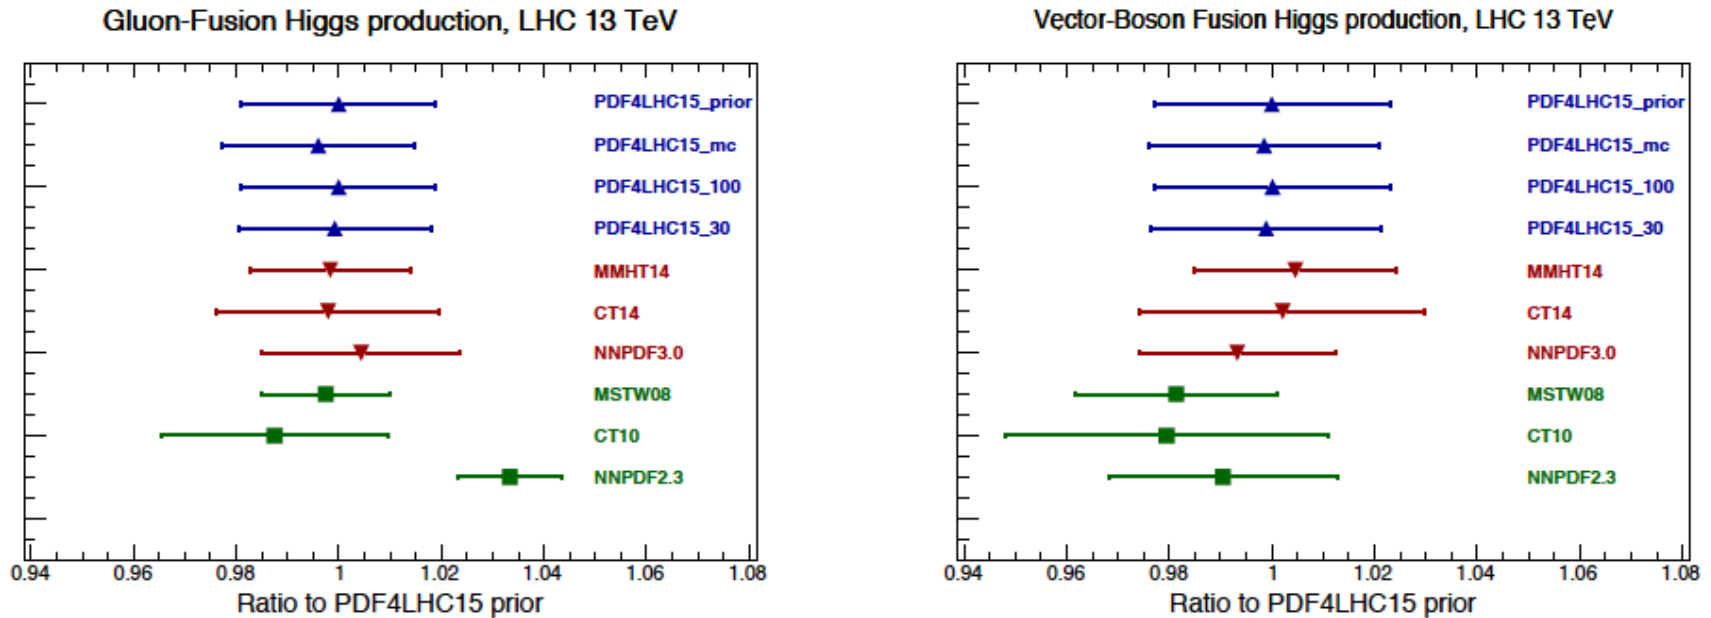 Gluon-Fusion Higgs production, LHC 13 TeV
PDF4LHC15_prior
PDF4LHC15_mc
PDF4LHC15_100
PDF4LHC15_30
MMHT14
CT14
NNPDF3.0
MSTW08
CT10
NNPDF2.3
0.94 0.96 0.98 1 1.02 1.04 1.06 1.08
Ratio to PDF4LHC15 prior
Vector-Boson Fusion Higgs production, LHC 13 TeV
PDF4LHC15_prior
PDF4LHC15_mc
PDF4LHC15_100
PDF4LHC15_30
MMHT14
CT14
NNPDF3.0
MSTW08
CT10
NNPDF2.3
0.94 0.96 0.98 1 1.02 1.04 1.06 1.08
Ratio to PDF4LHC15 prior